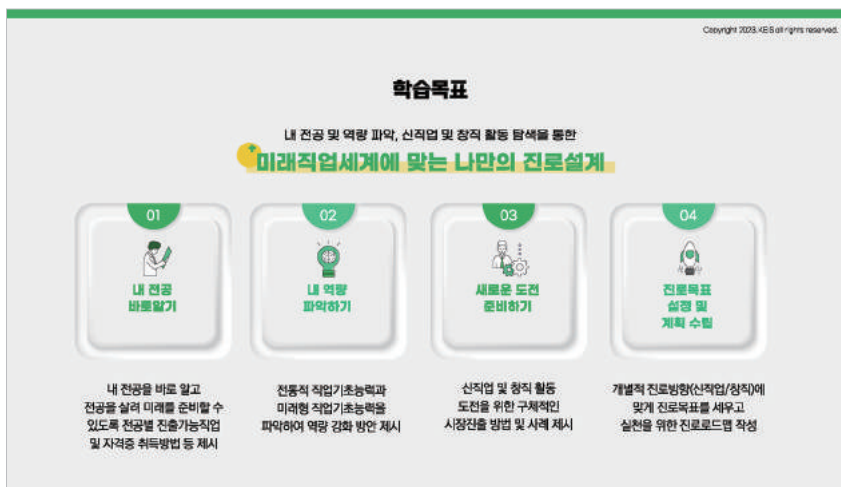 Copyright 2023. KES all rights reserved.
학습목표
내 전공 및 역량 파악, 신직업 및 창직 활동 탐색을 통한
미래직업세계에 맞는 나만의 진로설계
01
내 전공
바로알기
내 전공을 바로 알고
전공을 살려 미래를 준비할 수
있도록 전공별 진출가능직업
및 자격증 취득방법 등 제시
02
내 역량
파악하기
전통적 직업기초능력과
미래형 직업기초능력을
파악하여 역량 강화 방안 제시
03
새로운 도전
준비하기
신직업 및 창직 활동
도전을 위한 구체적인
시장진출 방법 및 사례 제시
04
진로목표
설정 및
계획 수립
개별적 진로방향(신직업/창직)에
맞게 진로목표를 세우고
실천을 위한 진로로드맵 작성